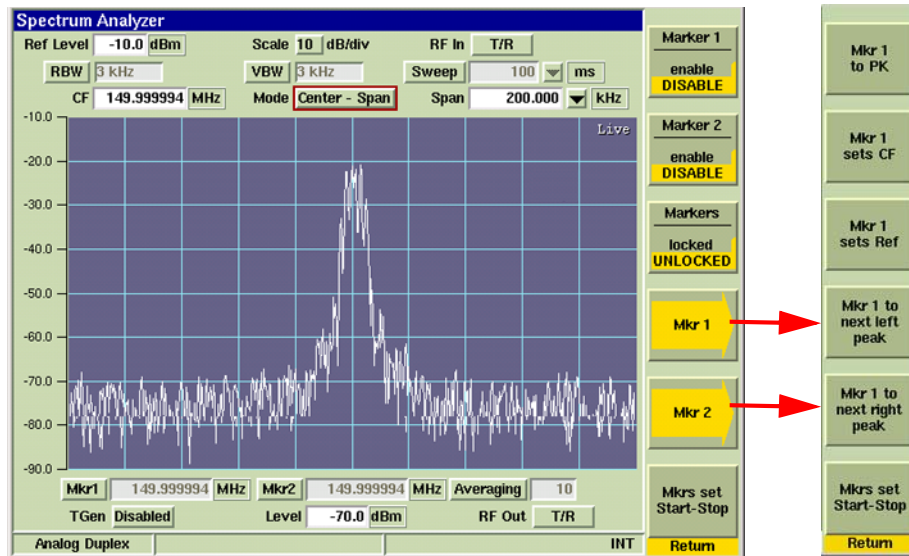 Spectrum Analyzer
Ref Level -10.0 dBm Scale 10 dB/div RF In T/R
RBW 3 kHz VBW 3 kHz Sweep 100 ms
CF 149.999994 MHz Mode Center - Span Span 200.000 kHz
-10.0
Live
-20.0
-30.0
-40.0
-50.0
-60.0
-70.0
-80.0
-90.0
Mkr1 149.999994 MHz Mkr2 149.999994 MHz Averaging 10
TGen Disabled Level -70.0 dBm RF Out T/R
Analog Duplex INT
Marker 1
enable
DISABLE
Marker 2
enable
DISABLE
Markers
locked
UNLOCKED
Mkr 1
Mkr 2
Mkrs set
Start-Stop
Return
Mkr 1
to PK
Mkr 1
sets CF
Mkr 1
sets Ref
Mkr 1 to
next left
peak
Mkr 1 to
next right
peak
Mkrs set
Start-Stop
Return